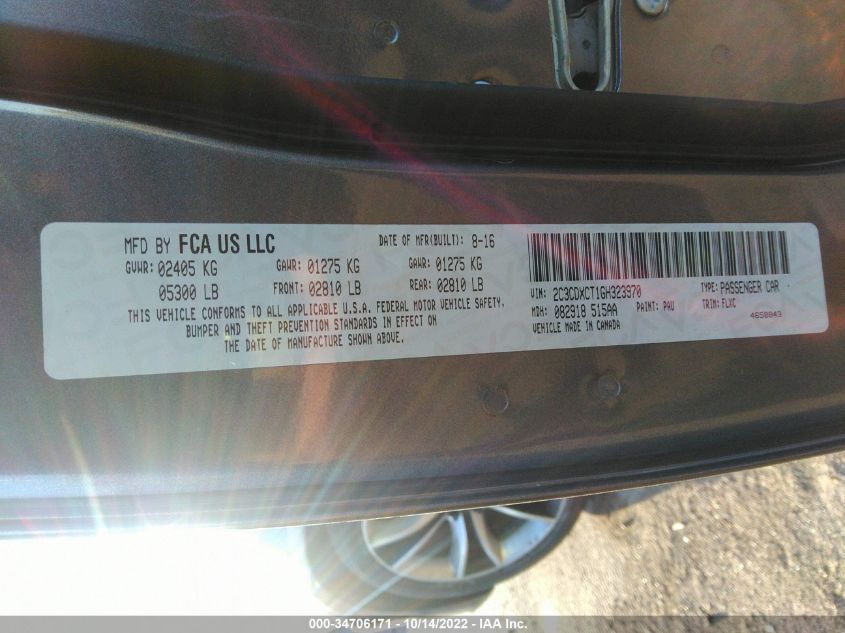 MFD BY FCA US LLC DATE OF MFR(BUILT): 8-16
GVWR: 02405 KG GAWR: 01275 KG GAWR: 01275 KG
05300 LB FRONT: 02810 LB REAR: 02810 LB
THIS VEHICLE CONFORMS TO ALL APPLICABLE U.S.A. FEDERAL MOTOR VEHICLE SAFETY,
BUMPER AND THEFT PREVENTION STANDARDS IN EFFECT ON
THE DATE OF MANUFACTURE SHOWN ABOVE.
VIN: 2C3CDXCT1GH323970 TYPE: PASSENGER CAR
MDH: 082918 515AA PAINT: PAU TRIM: FLXC
VEHICLE MADE IN CANADA 4658843
000-34706171 - 10/14/2022 - IAA Inc.